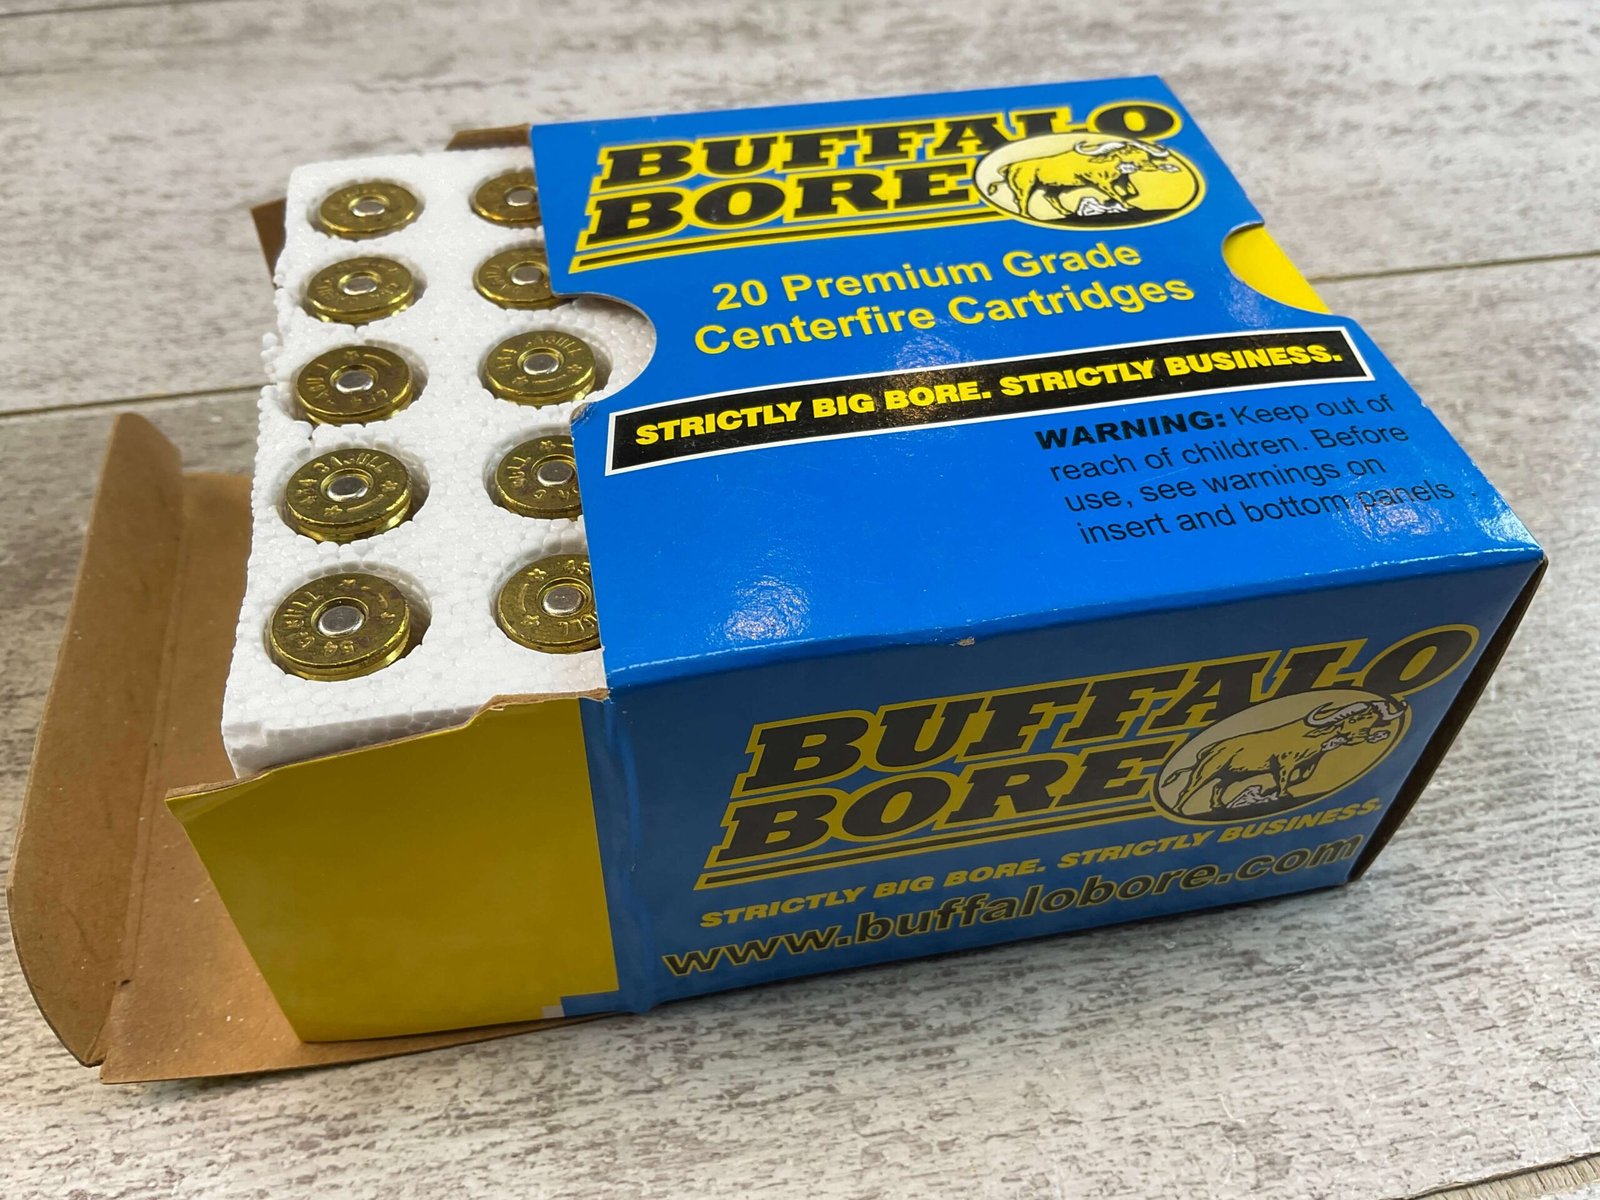 BUFFALO
BORE
20 Premium Grade
Centerfire Cartridges
STRICTLY BIG BORE. STRICTLY BUSINESS.
WARNING: Keep out of
reach of children. Before
use, see warnings on
insert and bottom panels
BUFFALO
BORE
STRICTLY BIG BORE. STRICTLY BUSINESS.
www.buffalobore.com